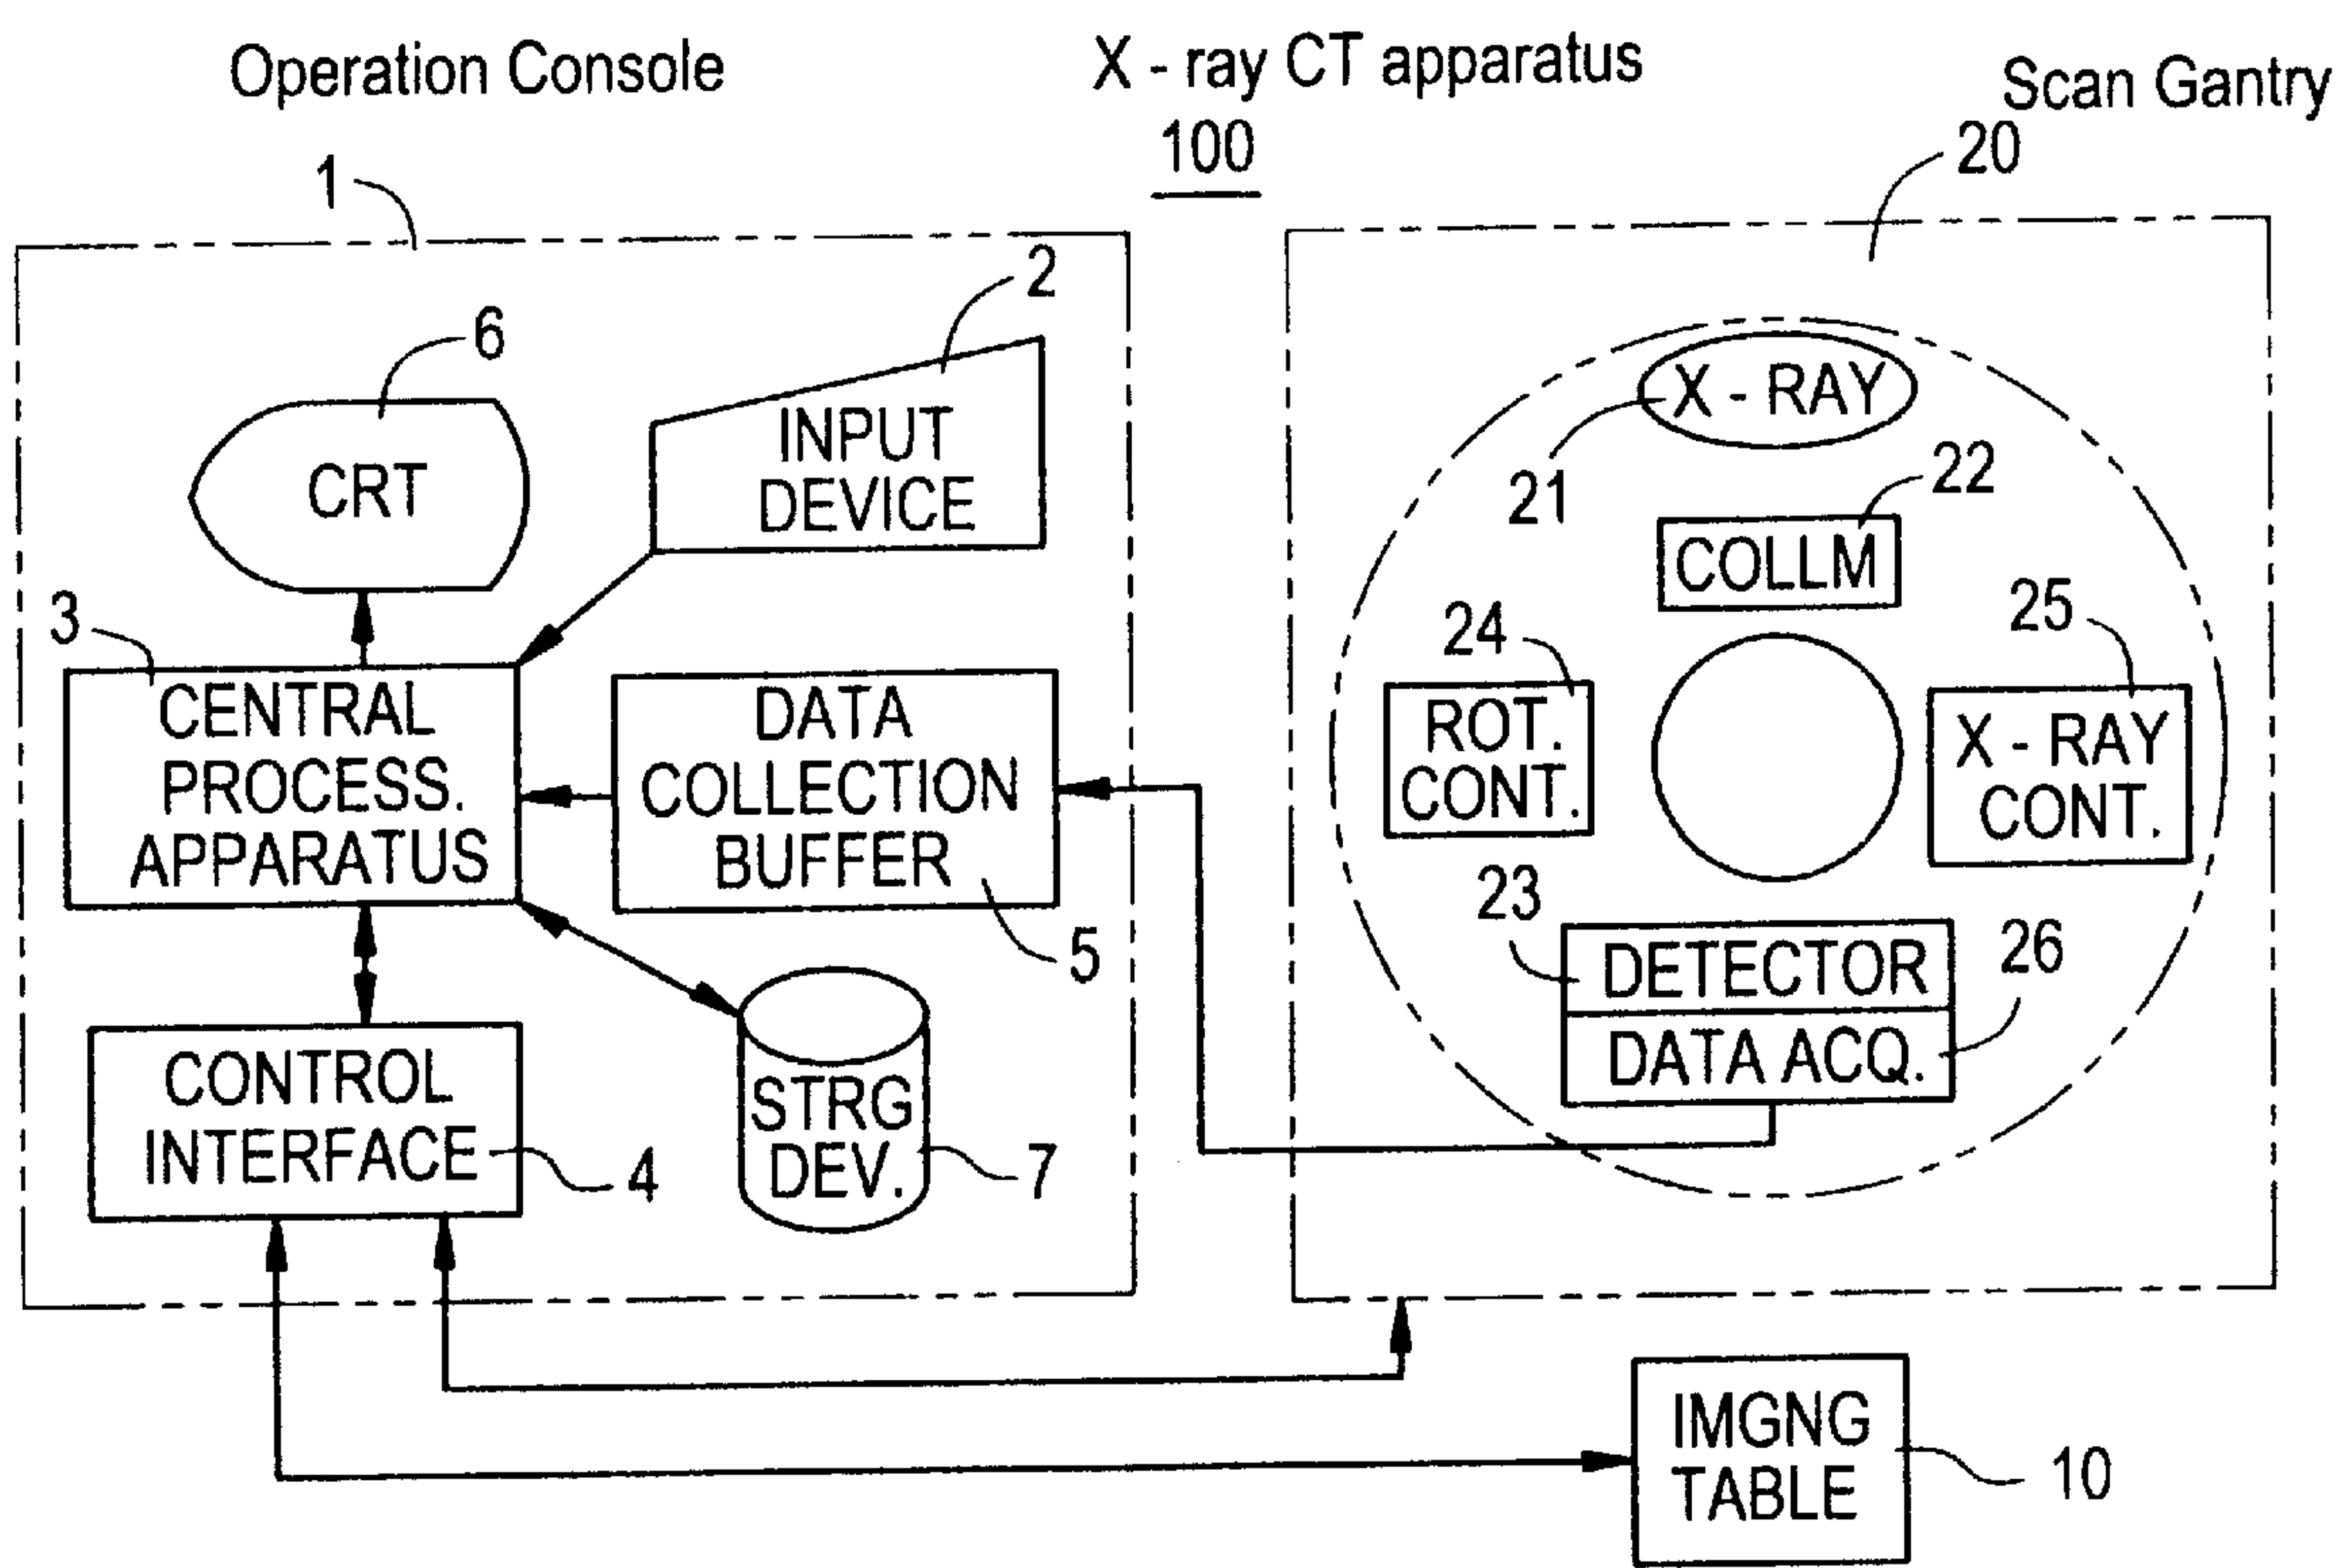 Operation Console
X - ray CT apparatus
Scan Gantry
100
20
1
2
6
CRT
INPUT
DEVICE
3
CENTRAL
PROCESS.
APPARATUS
DATA
COLLECTION
BUFFER
5
CONTROL
INTERFACE
4
STRG
DEV.
7
X - RAY
21
22
COLLM
24
ROT.
CONT.
25
X - RAY
CONT.
23
DETECTOR
26
DATA ACQ.
IMGNG
TABLE
10